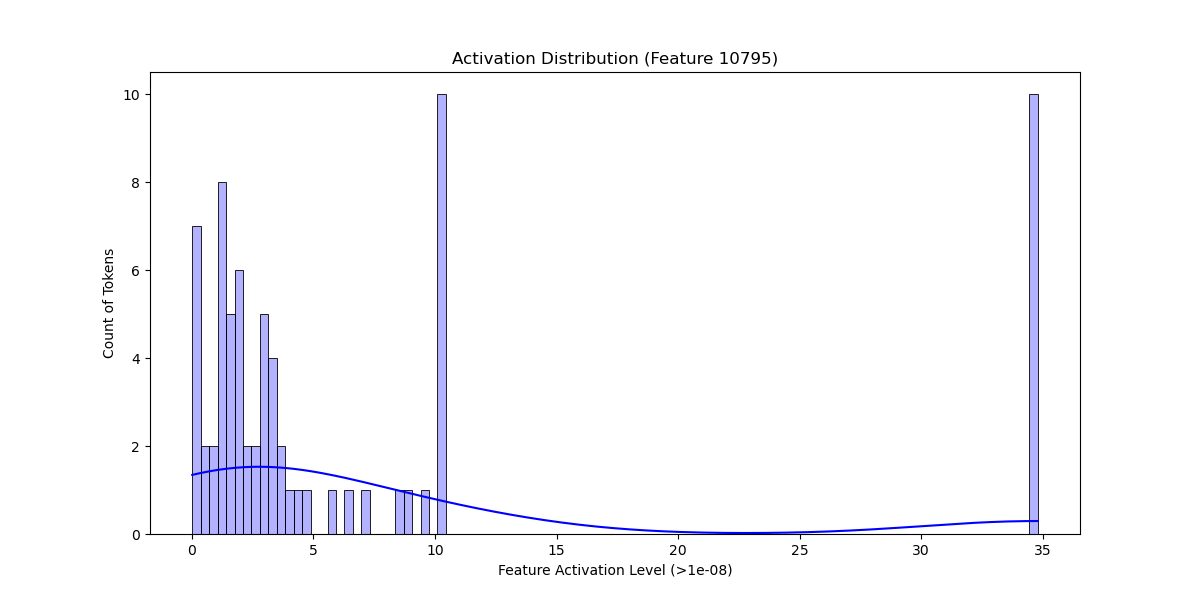 Activation Distribution (Feature 10795)
10
8
6
4
2
0
Count of Tokens
0 5 10 15 20 25 30 35
Feature Activation Level (>1e-08)